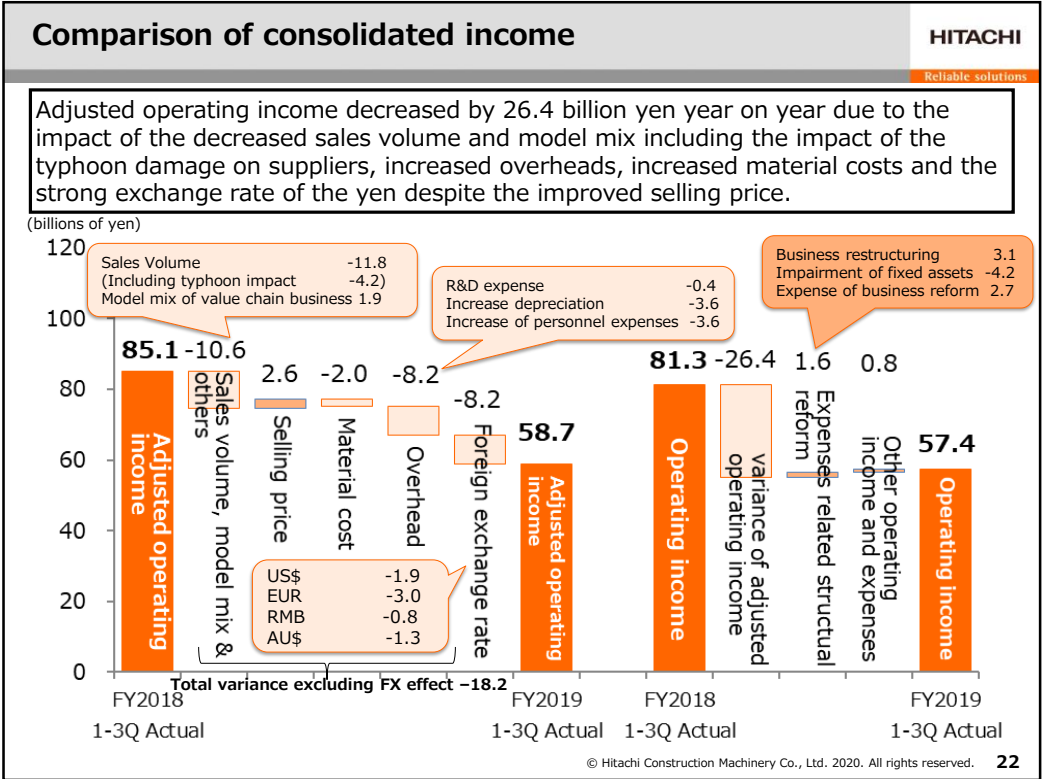 Comparison of consolidated income
HITACHI
Reliable solutions
Adjusted operating income decreased by 26.4 billion yen year on year due to the
impact of the decreased sales volume and model mix including the impact of the
typhoon damage on suppliers, increased overheads, increased material costs and the
strong exchange rate of the yen despite the improved selling price.
(billions of yen)
120
100
80
60
40
20
0
Sales Volume -11.8
(Including typhoon impact -4.2)
Model mix of value chain business 1.9
R&D expense -0.4
Increase depreciation -3.6
Increase of personnel expenses -3.6
Business restructuring 3.1
Impairment of fixed assets -4.2
Expense of business reform 2.7
85.1
-10.6
2.6
-2.0
-8.2
-8.2
58.7
81.3
-26.4
1.6
0.8
57.4
Adjusted operating
income
Sales volume, model mix &
others
Selling price
Material cost
Overhead
Foreign exchange rate
Adjusted operating
income
Operating income
variance of adjusted
operating income
Expenses related structual
reform
Other operating
income and expenses
Operating income
US$ -1.9
EUR -3.0
RMB -0.8
AU$ -1.3
Total variance excluding FX effect –18.2
FY2018
1-3Q Actual
FY2019
1-3Q Actual
FY2018
1-3Q Actual
FY2019
1-3Q Actual
© Hitachi Construction Machinery Co., Ltd. 2020. All rights reserved.
22